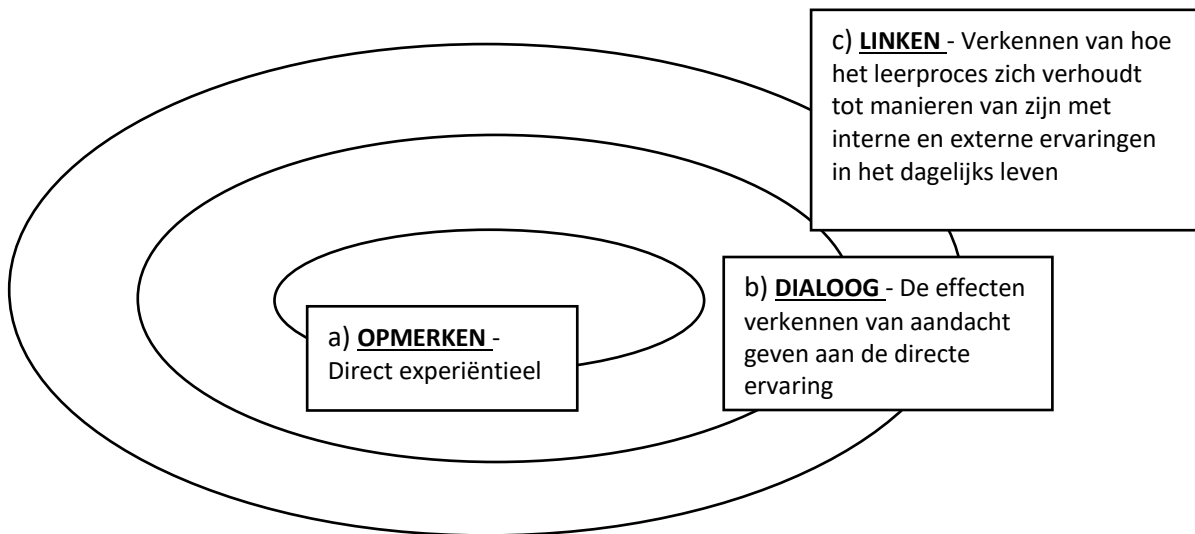 c) LINKEN - Verkennen van hoe
het leerproces zich verhoudt
tot manieren van zijn met
interne en externe ervaringen
in het dagelijks leven
b) DIALOOG - De effecten
verkennen van aandacht
geven aan de directe
ervaring
a) OPMERKEN -
Direct experiëntieel